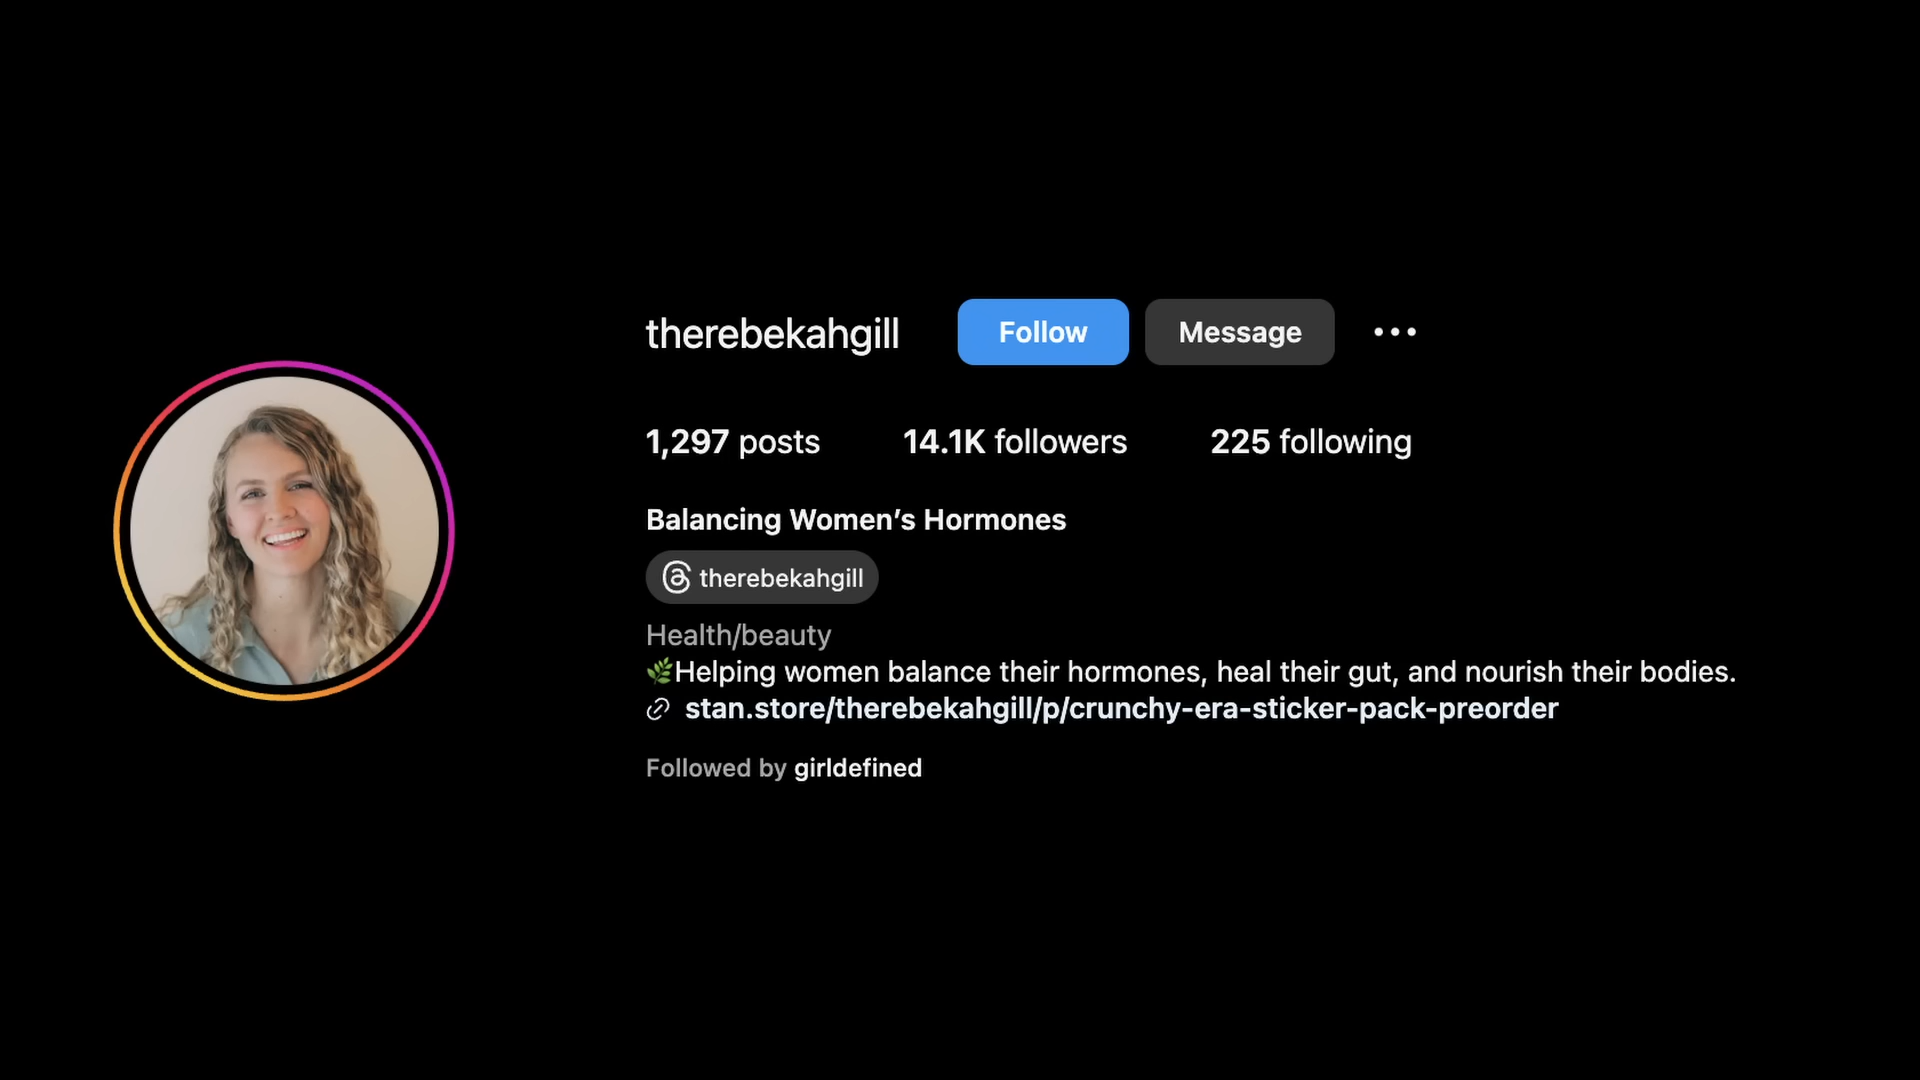 therebekahgill Follow Message
1,297 posts 14.1K followers 225 following
Balancing Women’s Hormones
therebekahgill
Health/beauty
🌿Helping women balance their hormones, heal their gut, and nourish their bodies.
stan.store/therebekahgill/p/crunchy-era-sticker-pack-preorder
Followed by girldefined